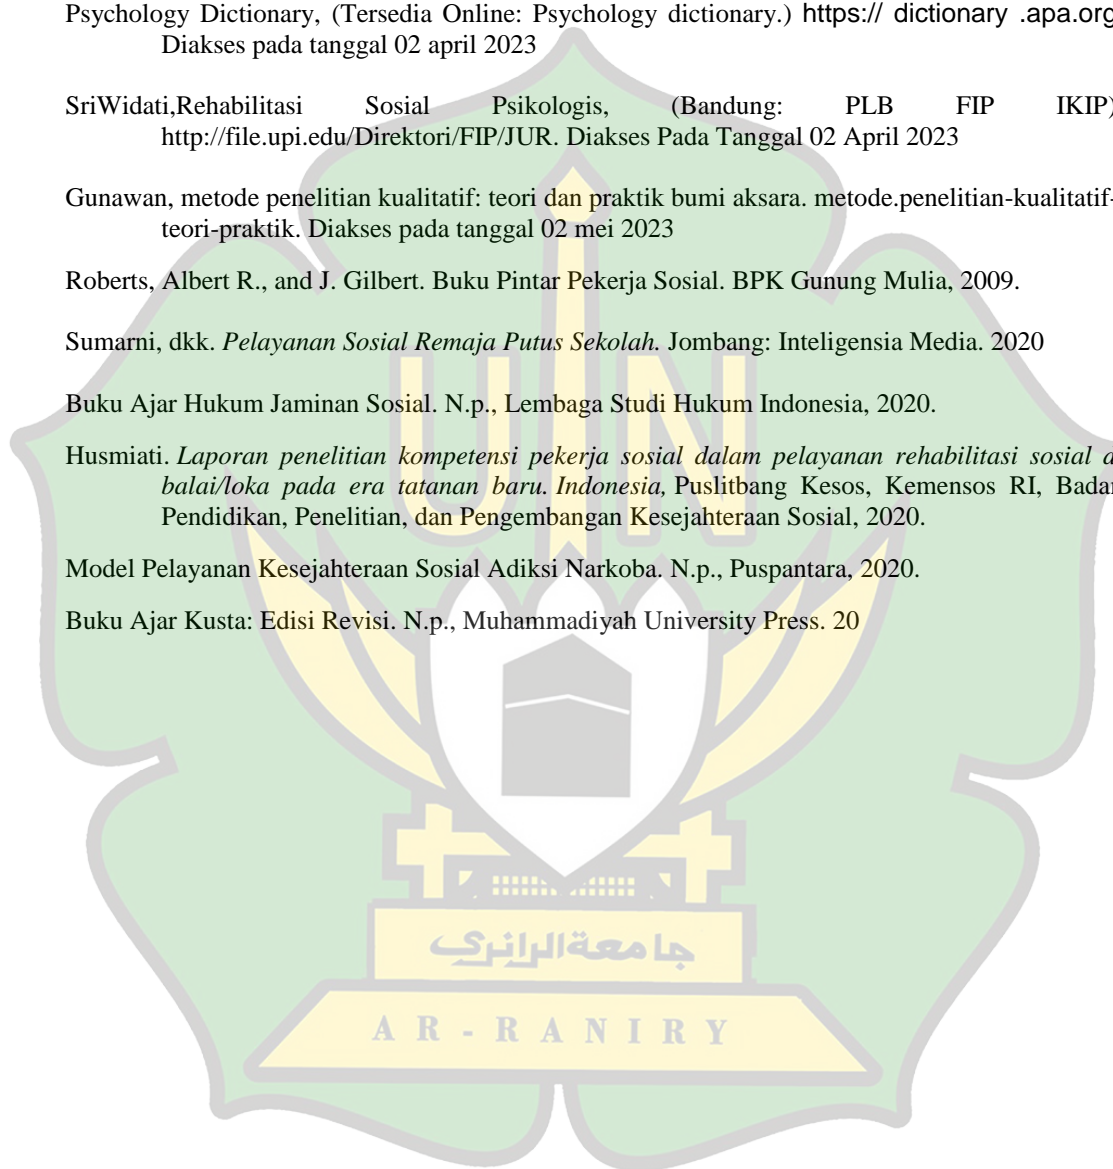 Psychology Dictionary, (Tersedia Online: Psychology dictionary.) https:// dictionary .apa.org
Diakses pada tanggal 02 april 2023
SriWidati,Rehabilitasi Sosial Psikologis, (Bandung: PLB FIP IKIP)
http://file.upi.edu/Direktori/FIP/JUR. Diakses Pada Tanggal 02 April 2023
Gunawan, metode penelitian kualitatif: teori dan praktik bumi aksara. metode.penelitian-kualitatif-
teori-praktik. Diakses pada tanggal 02 mei 2023
Roberts, Albert R., and J. Gilbert. Buku Pintar Pekerja Sosial. BPK Gunung Mulia, 2009.
Sumarni, dkk. Pelayanan Sosial Remaja Putus Sekolah. Jombang: Inteligensia Media. 2020
Buku Ajar Hukum Jaminan Sosial. N.p., Lembaga Studi Hukum Indonesia, 2020.
Husmiati. Laporan penelitian kompetensi pekerja sosial dalam pelayanan rehabilitasi sosial d
balai/loka pada era tatanan baru. Indonesia, Puslitbang Kesos, Kemensos RI, Badan
Pendidikan, Penelitian, dan Pengembangan Kesejahteraan Sosial, 2020.
Model Pelayanan Kesejahteraan Sosial Adiksi Narkoba. N.p., Puspantara, 2020.
Buku Ajar Kusta: Edisi Revisi. N.p., Muhammadiyah University Press. 20
UIN
جامعة الرانري
AR-RANIRY